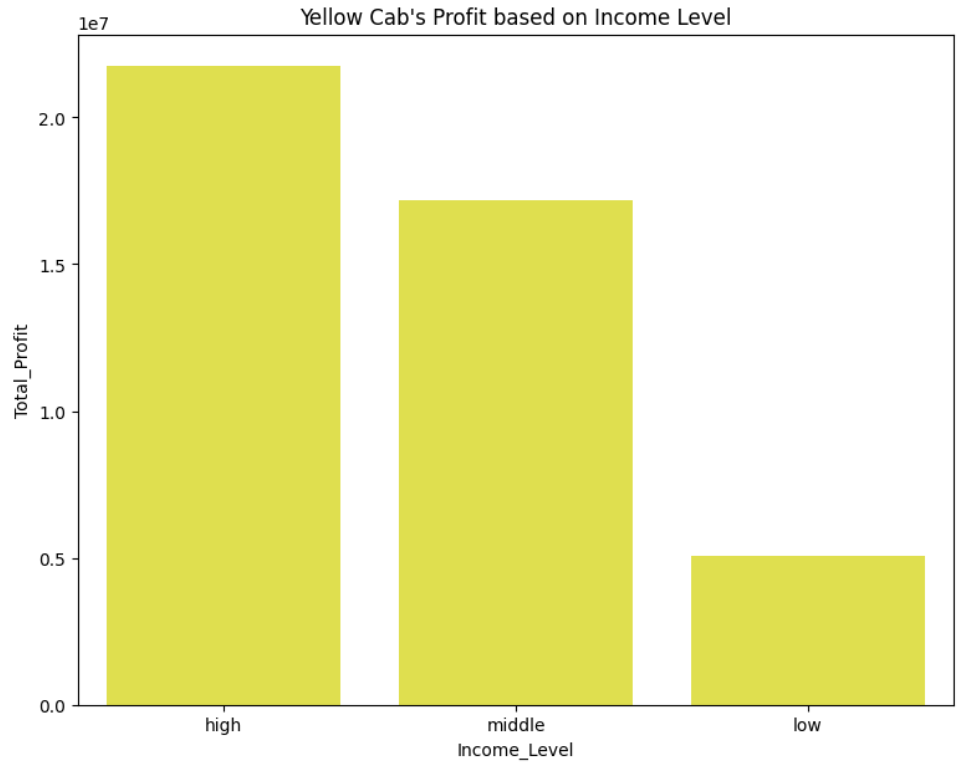 Yellow Cab's Profit based on Income Level
1e7
2.0
1.5
1.0
0.5
0.0
Total_Profit
high middle low
Income_Level